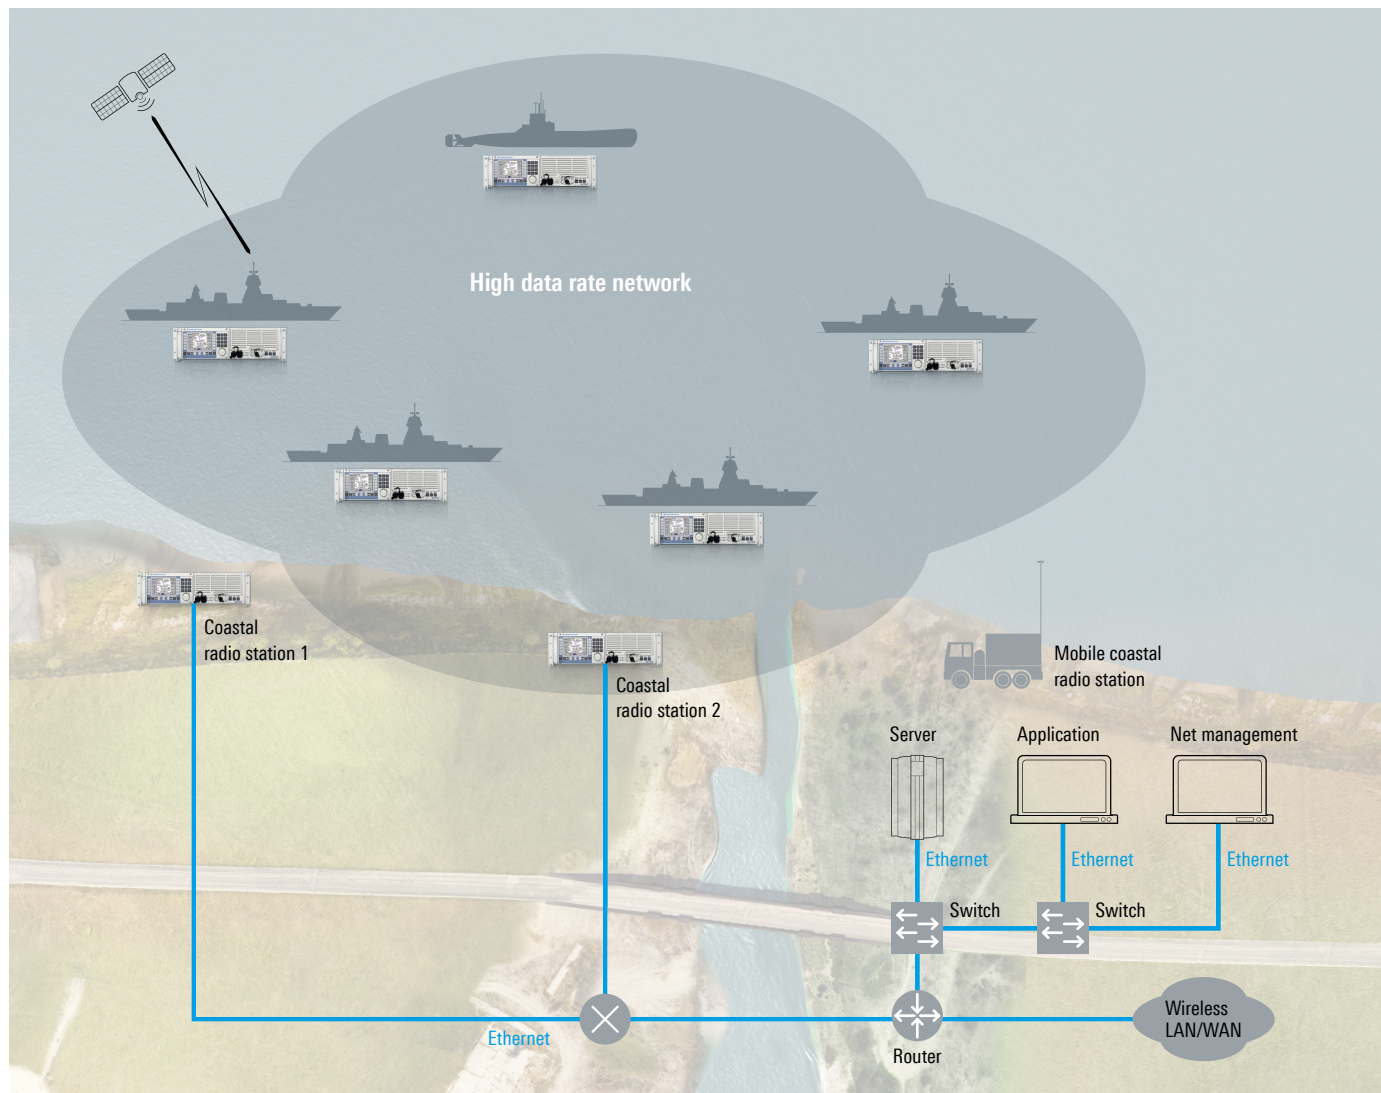 High data rate network
Coastal
radio station 1
Coastal
radio station 2
Mobile coastal
radio station
Server
Application
Net management
Ethernet
Ethernet
Ethernet
Switch
Switch
Ethernet
Router
Wireless
LAN/WAN